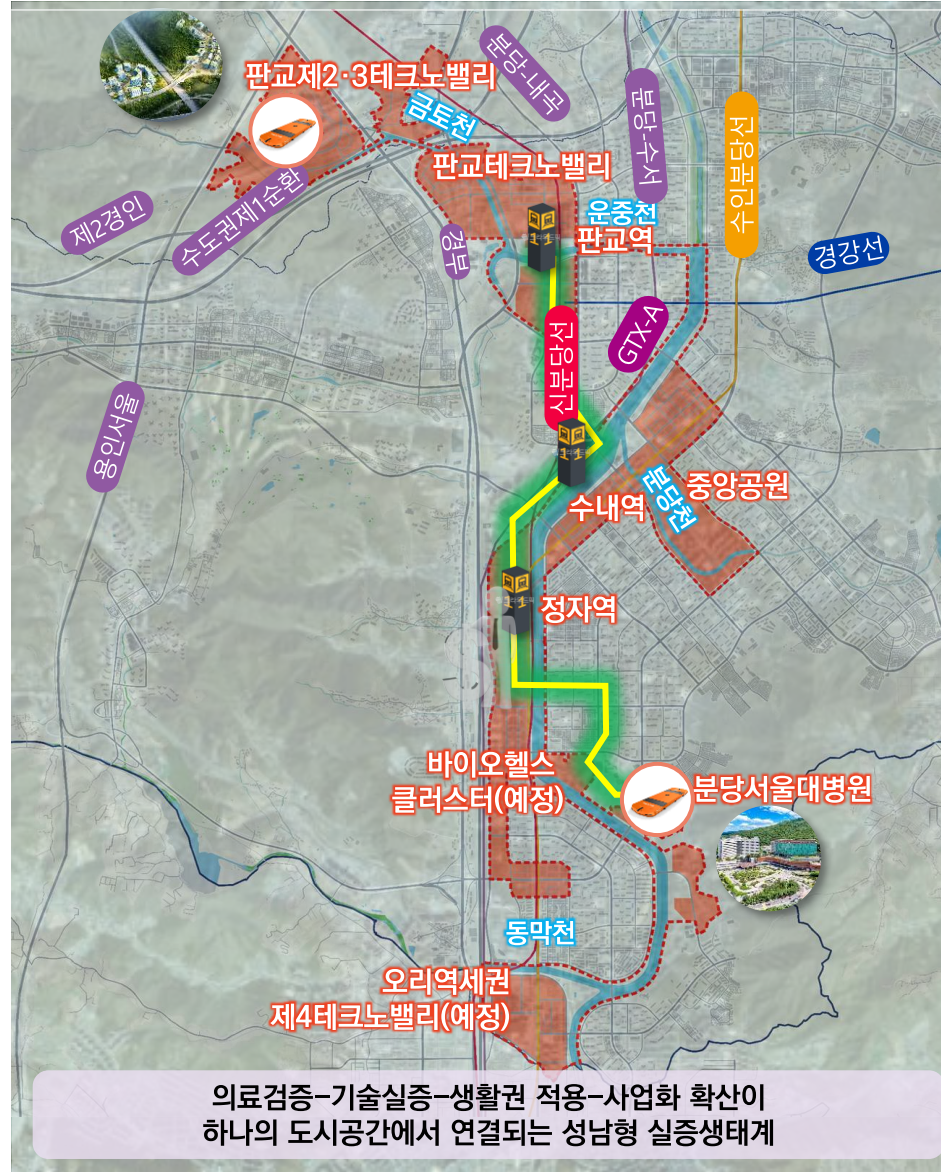 분당-내곡
판교제2·3테크노밸리
금토천
분당-수서
수인분당선
판교테크노밸리
수도권제1순환
제2경인
운중천
판교역
경부
경강선
신분당선
GTX-A
용인서울
수내역
분당천
중앙공원
정자역
바이오헬스
클러스터(예정)
분당서울대병원
동막천
오리역세권
제4테크노밸리(예정)
의료검증-기술실증-생활권 적용-사업화 확산이
하나의 도시공간에서 연결되는 성남형 실증생태계